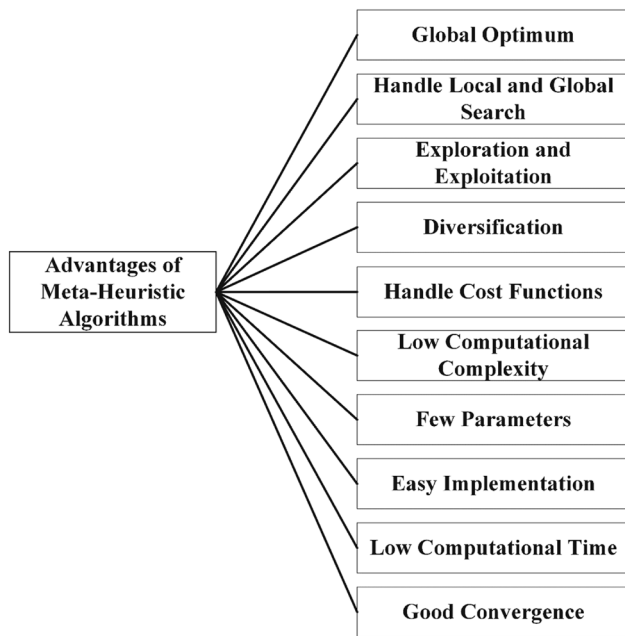 Advantages of
Meta-Heuristic
Algorithms
Global Optimum
Handle Local and Global
Search
Exploration and
Exploitation
Diversification
Handle Cost Functions
Low Computational
Complexity
Few Parameters
Easy Implementation
Low Computational Time
Good Convergence